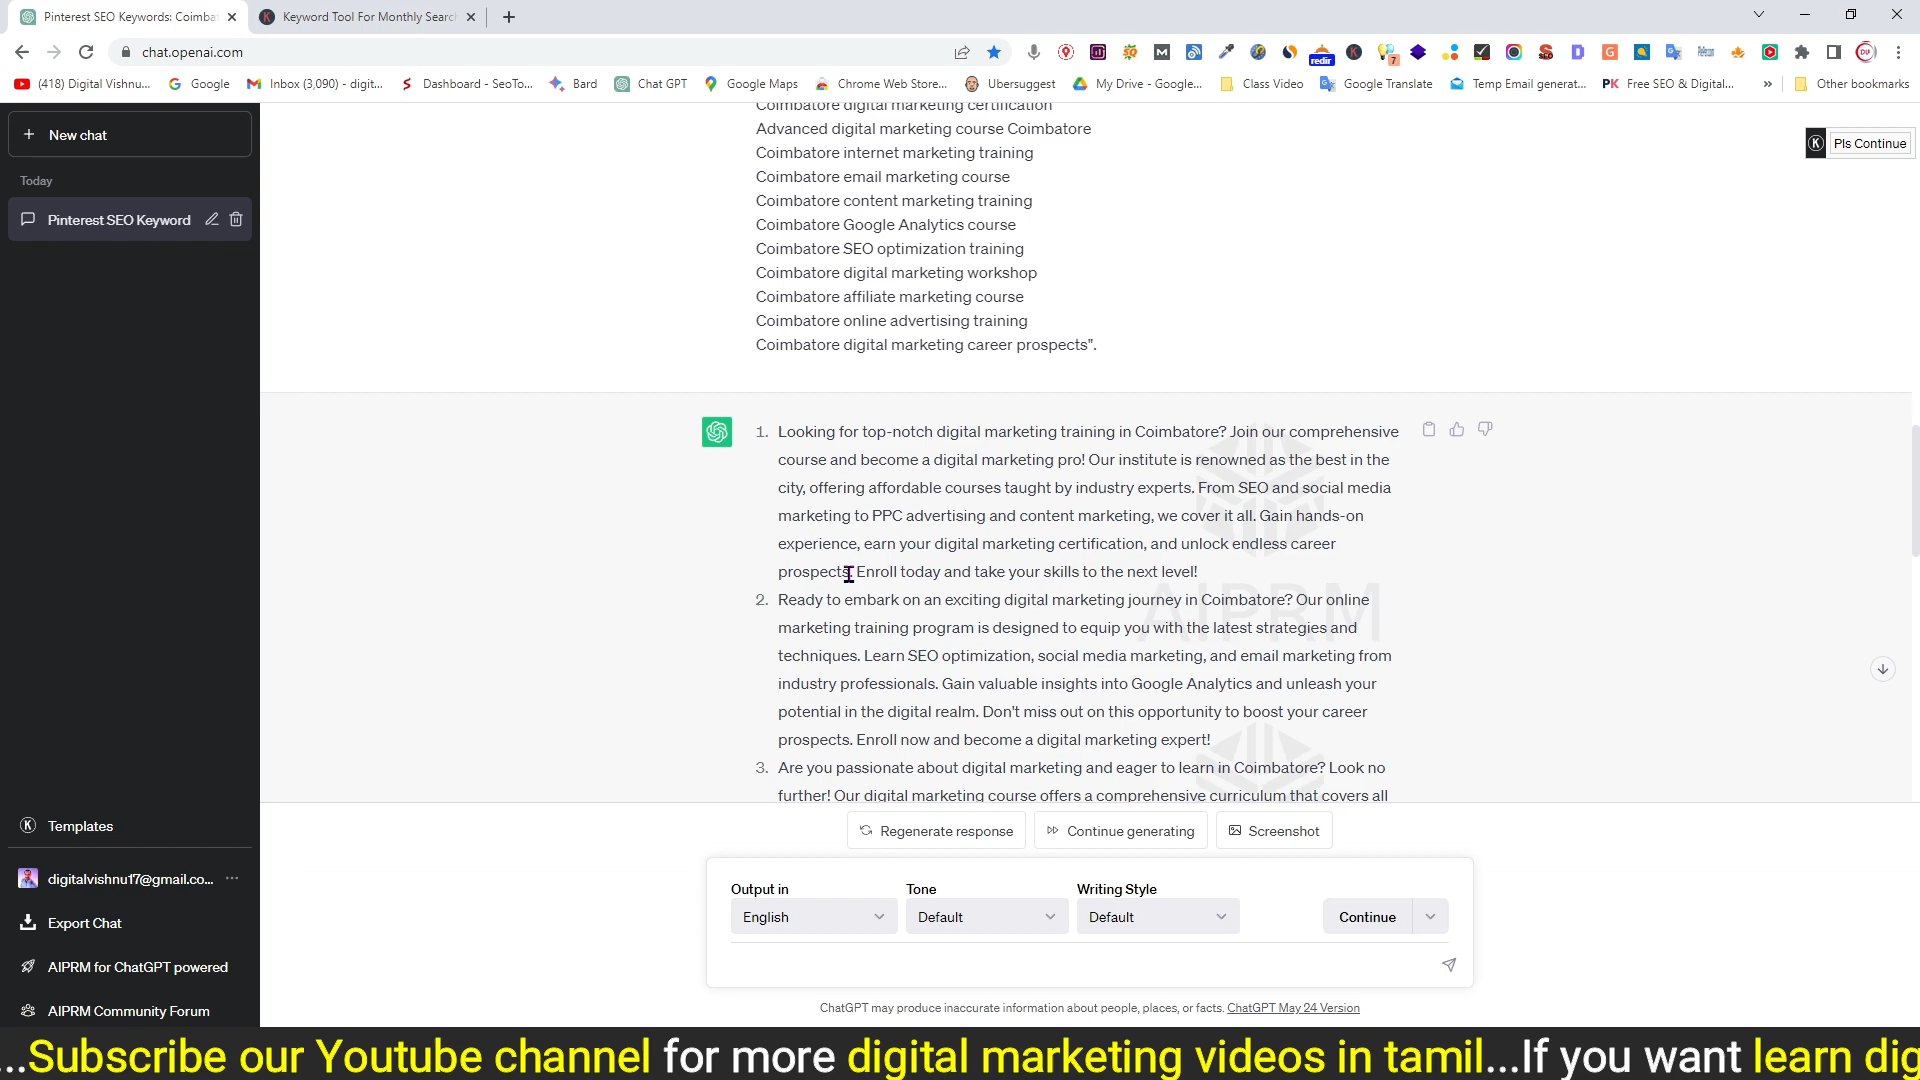 Pinterest SEO Keywords: Coimba
Keyword Tool For Monthly Searc
chat.openai.com
redir
7
(418) Digital Vishnu...
Google
Inbox (3,090) - digit...
Dashboard - SeoTo...
Bard
Chat GPT
Google Maps
Chrome Web Store...
Ubersuggest
My Drive - Google...
Class Video
Google Translate
Temp Email generat...
PK Free SEO & Digital...
»
Other bookmarks
New chat
Today
Pinterest SEO Keyword
Coimbatore digital marketing certification
Advanced digital marketing course Coimbatore
Coimbatore internet marketing training
Coimbatore email marketing course
Coimbatore content marketing training
Coimbatore Google Analytics course
Coimbatore SEO optimization training
Coimbatore digital marketing workshop
Coimbatore affiliate marketing course
Coimbatore online advertising training
Coimbatore digital marketing career prospects".
Pls Continue
1. Looking for top-notch digital marketing training in Coimbatore? Join our comprehensive
course and become a digital marketing pro! Our institute is renowned as the best in the
city, offering affordable courses taught by industry experts. From SEO and social media
marketing to PPC advertising and content marketing, we cover it all. Gain hands-on
experience, earn your digital marketing certification, and unlock endless career
prospects. Enroll today and take your skills to the next level!
2. Ready to embark on an exciting digital marketing journey in Coimbatore? Our online
marketing training program is designed to equip you with the latest strategies and
techniques. Learn SEO optimization, social media marketing, and email marketing from
industry professionals. Gain valuable insights into Google Analytics and unleash your
potential in the digital realm. Don't miss out on this opportunity to boost your career
prospects. Enroll now and become a digital marketing expert!
3. Are you passionate about digital marketing and eager to learn in Coimbatore? Look no
further! Our digital marketing course offers a comprehensive curriculum that covers all
AIPRM
Regenerate response
Continue generating
Screenshot
Output in
Tone
Writing Style
English
Default
Default
Continue
ChatGPT may produce inaccurate information about people, places, or facts. ChatGPT May 24 Version
Templates
digitalvishnu17@gmail.co...
Export Chat
AIPRM for ChatGPT powered
AIPRM Community Forum
...Subscribe our Youtube channel for more digital marketing videos in tamil...If you want learn dig